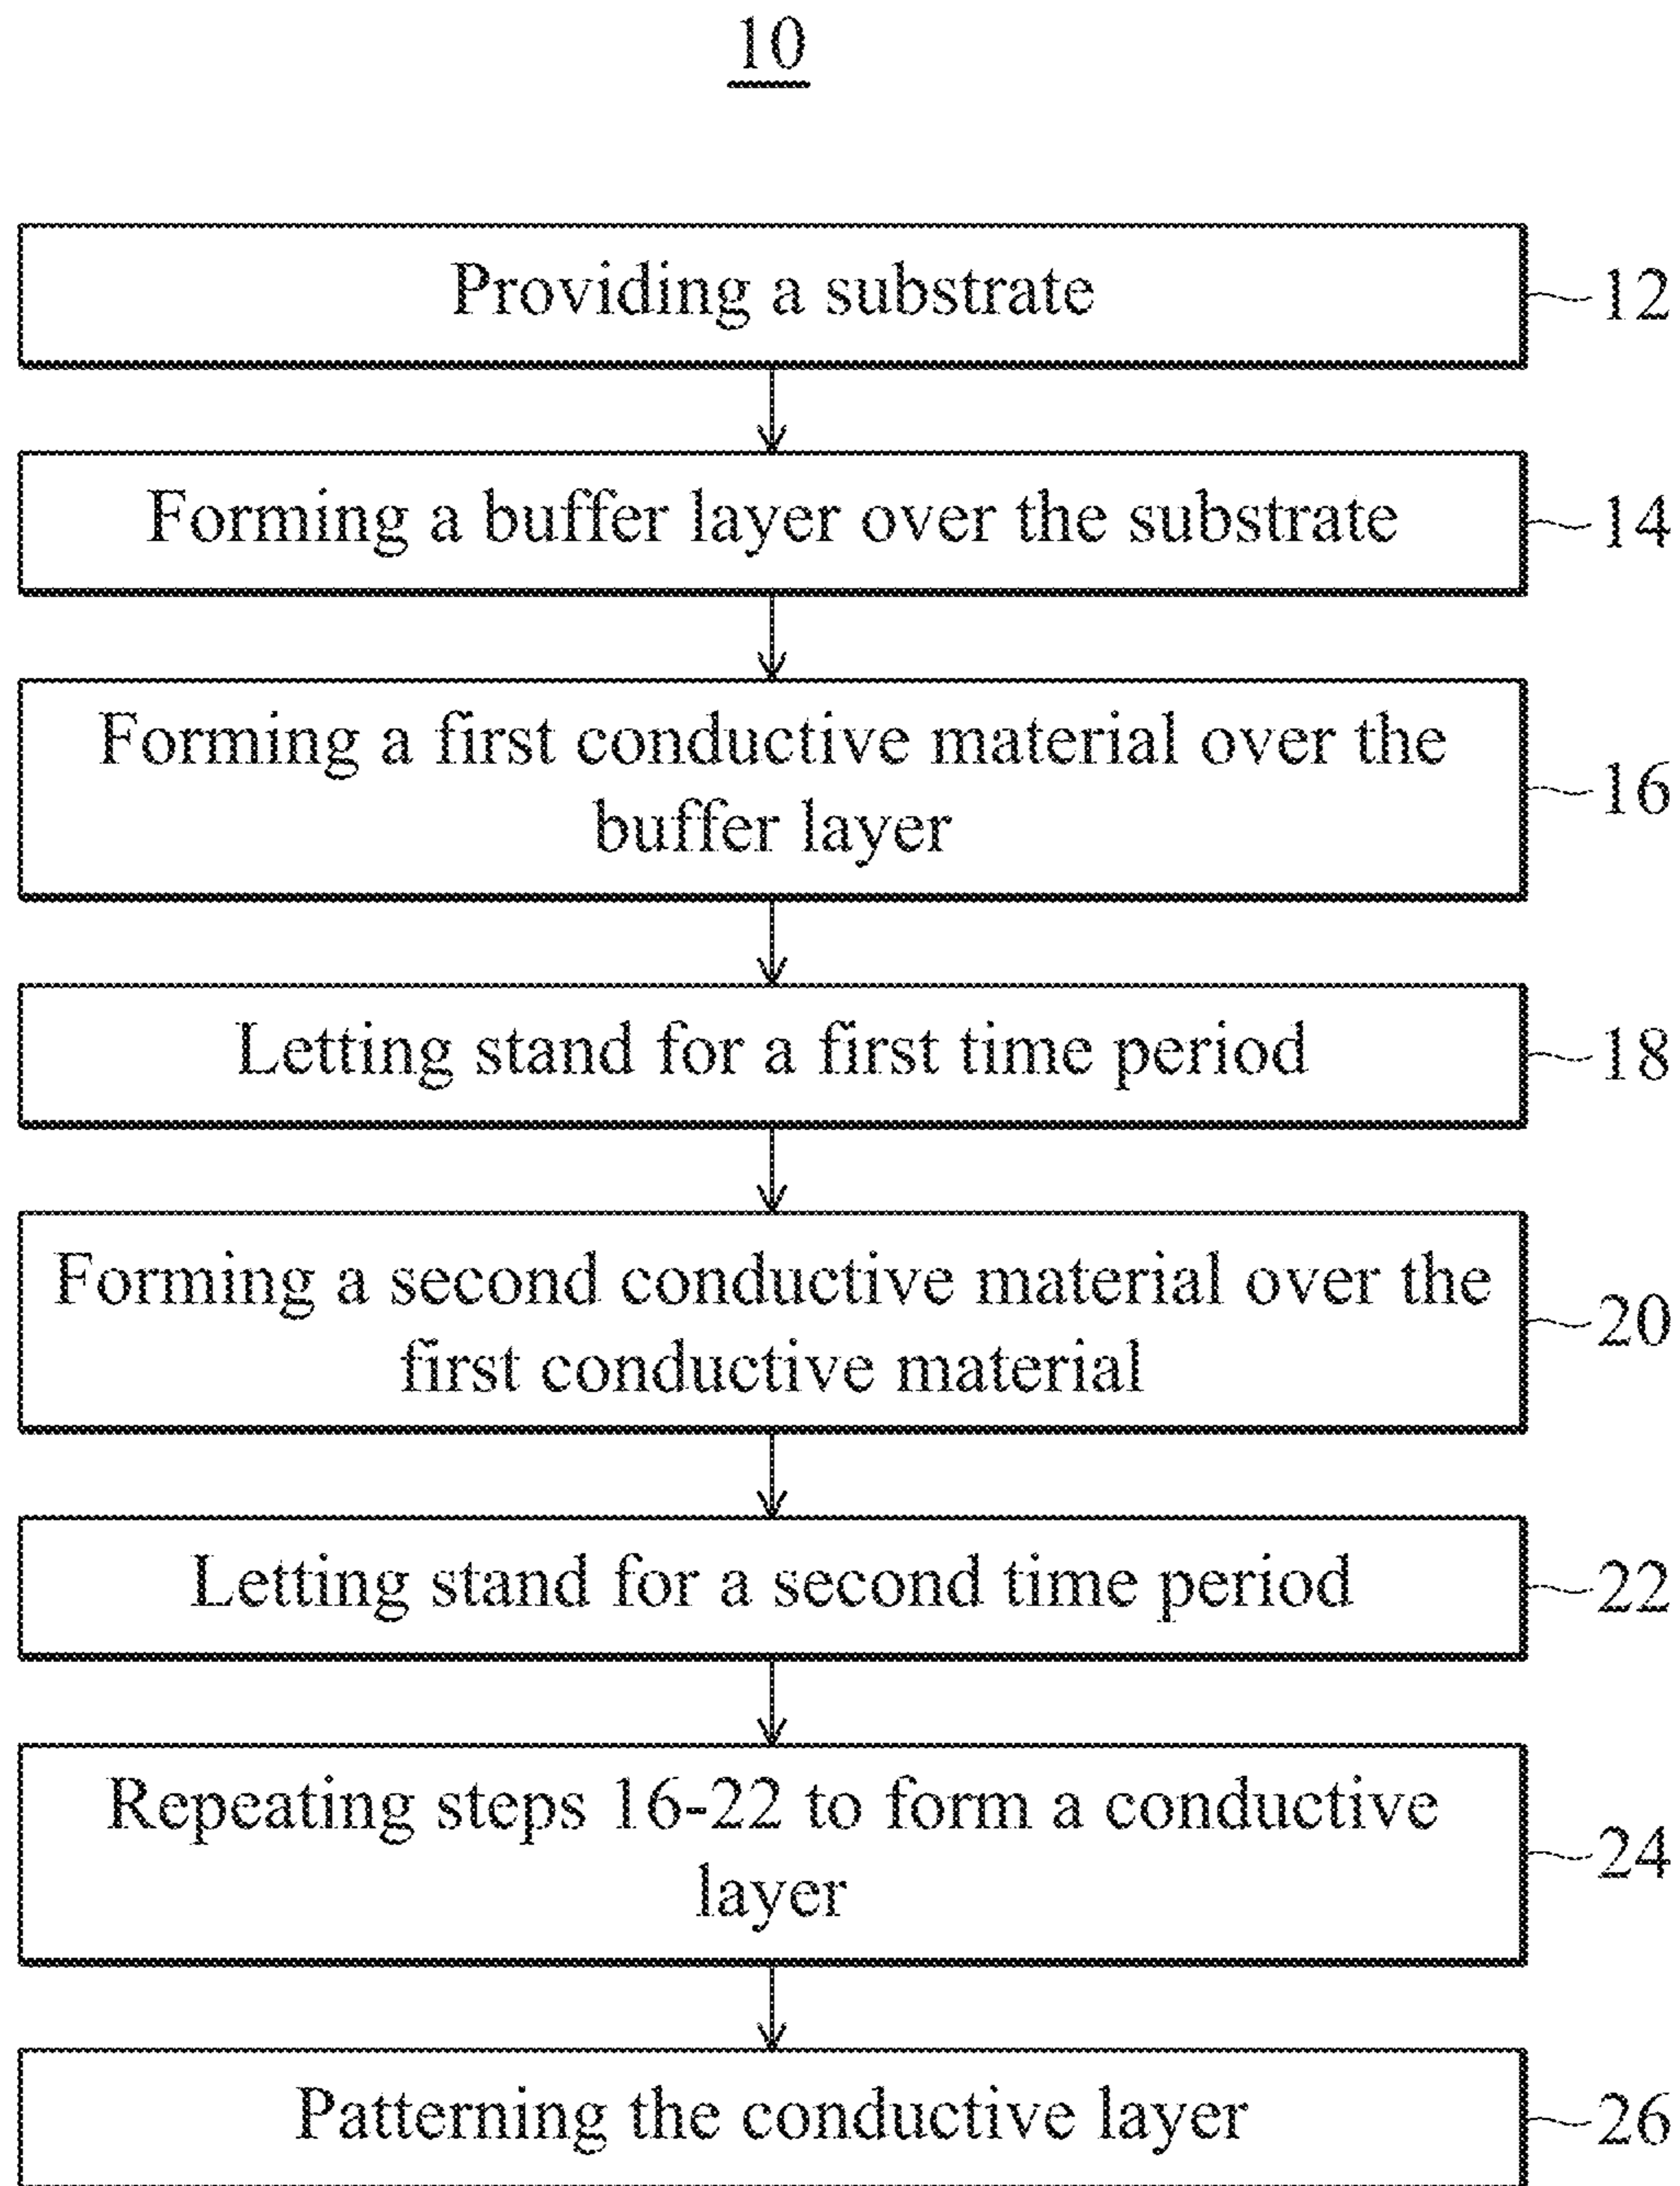 10
Providing a substrate
12
Forming a buffer layer over the substrate
14
Forming a first conductive material over the
buffer layer
16
Letting stand for a first time period
18
Forming a second conductive material over the
first conductive material
20
Letting stand for a second time period
22
Repeating steps 16-22 to form a conductive
layer
24
Patterning the conductive layer
26